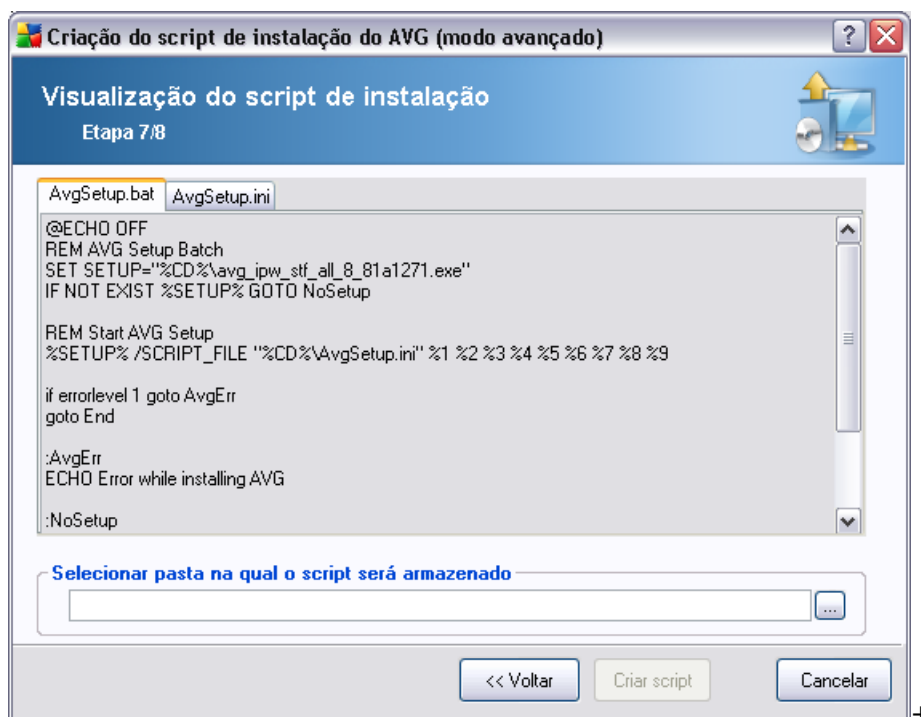 Criação do script de instalação do AVG (modo avançado)
Visualização do script de instalação
Etapa 7/8
AvgSetup.bat AvgSetup.ini
@ECHO OFF
REM AVG Setup Batch
SET SETUP="%CD%\avg_ipw_stf_all_8_81a1271.exe"
IF NOT EXIST %SETUP% GOTO NoSetup
REM Start AVG Setup
%SETUP% /SCRIPT_FILE "%CD%\AvgSetup.ini" %1 %2 %3 %4 %5 %6 %7 %8 %9
if errorlevel 1 goto AvgErr
goto End
:AvgErr
ECHO Error while installing AVG
:NoSetup
Selecionar pasta na qual o script será armazenado
...
<< Voltar Criar script Cancelar